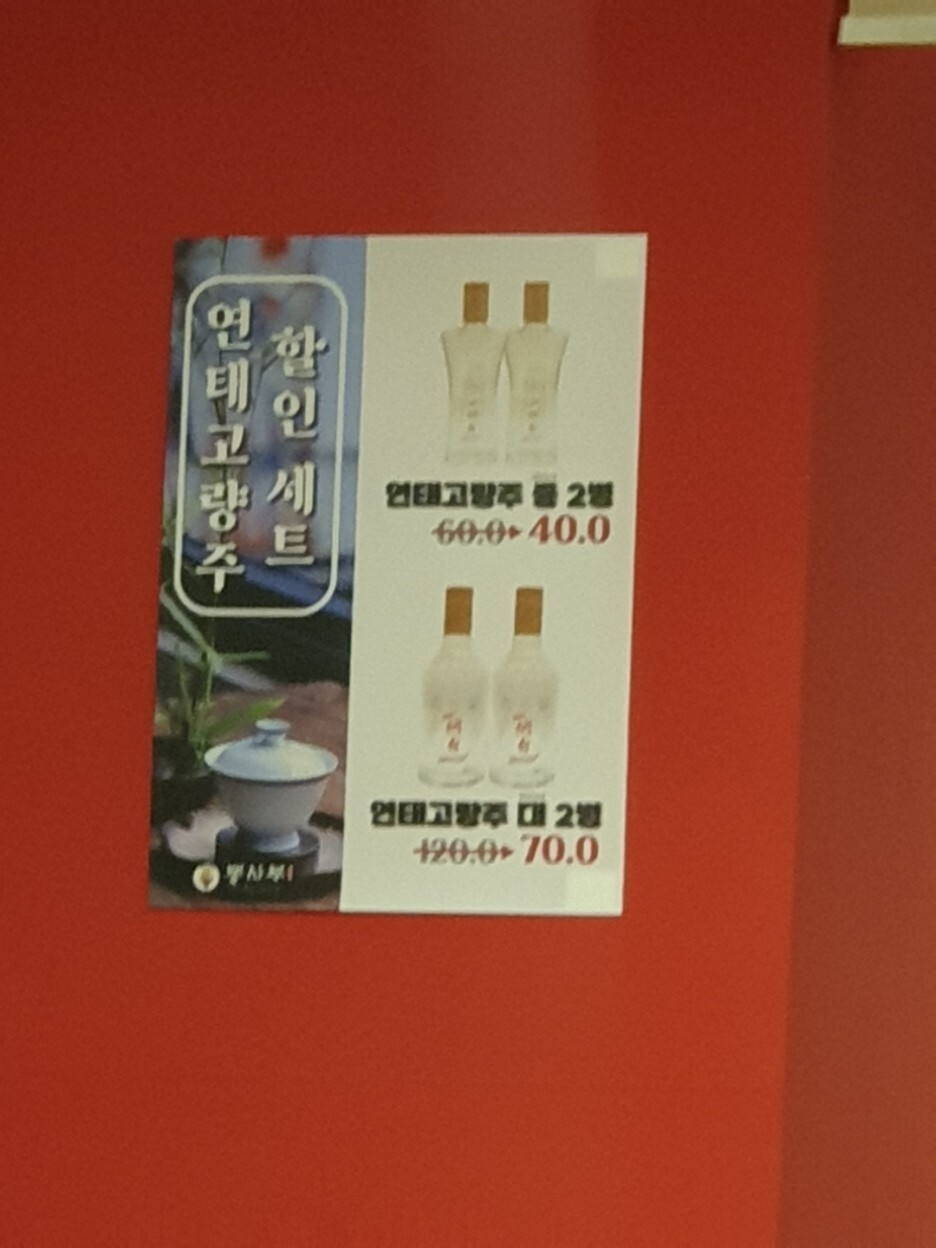 연태고량주
할인 세트
연태고량주 중 2병
60.0▸40.0
연태고량주 대 2병
120.0▸70.0